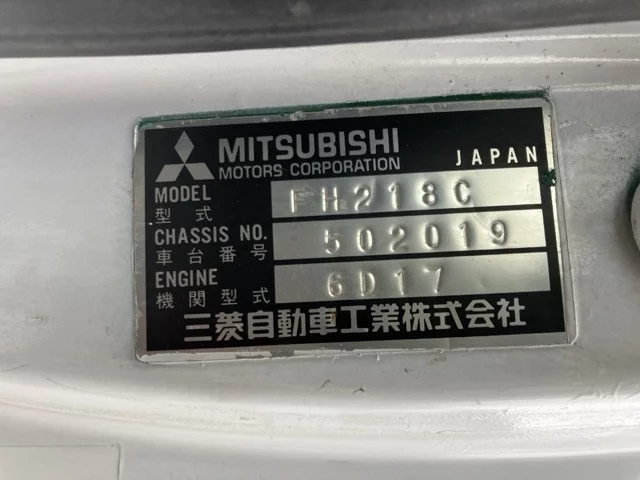 MITSUBISHI
MOTORS CORPORATION JAPAN
MODEL
型式 FH218C
CHASSIS NO.
車台番号 502019
ENGINE
機関型式 6D17
三菱自動車工業株式会社